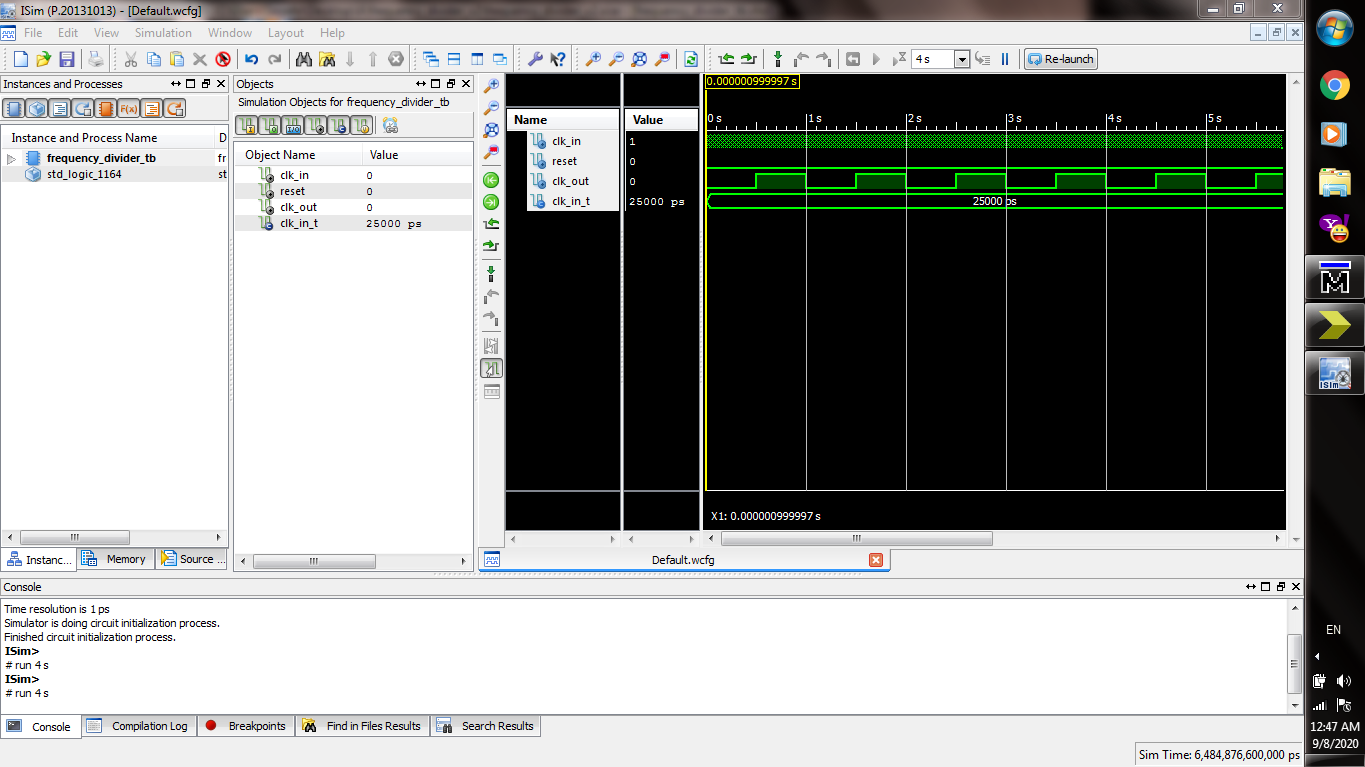 ISim (P.20131013) - [Default.wcfg]
File Edit View Simulation Window Layout Help
4 s
Re-launch
Instances and Processes
F(x)
Instance and Process Name D
frequency_divider_tb fr
std_logic_1164 st
Instanc...
Memory
Source ...
Objects
Simulation Objects for frequency_divider_tb
Object Name Value
clk_in 0
reset 0
clk_out 0
clk_in_t 25000 ps
Name Value
clk_in 1
reset 0
clk_out 0
clk_in_t 25000 ps
0.000000999997 s
0 s 1 s 2 s 3 s 4 s 5 s
25000 ps
X1: 0.000000999997 s
Default.wcfg
Console
Time resolution is 1 ps
Simulator is doing circuit initialization process.
Finished circuit initialization process.
ISim>
# run 4 s
ISim>
# run 4 s
Console
Compilation Log
Breakpoints
Find in Files Results
Search Results
Sim Time: 6,484,876,600,000 ps
ISim
EN
12:47 AM
9/8/2020